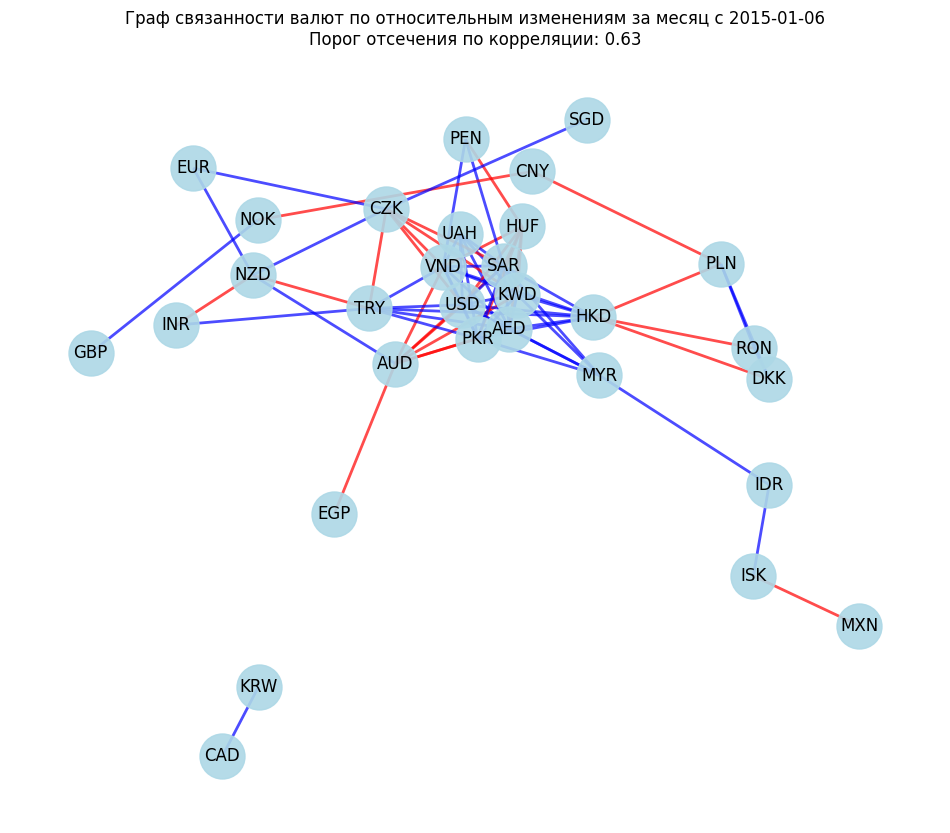 Граф связанности валют по относительным изменениям за месяц с 2015-01-06
Порог отсечения по корреляции: 0.63
SGD
PEN
EUR
CNY
CZK
NOK
HUF
UAH
PLN
SAR
VND
NZD
KWD
USD
TRY
HKD
INR
AED
PKR
RON
GBP
AUD
MYR
DKK
IDR
EGP
ISK
MXN
KRW
CAD